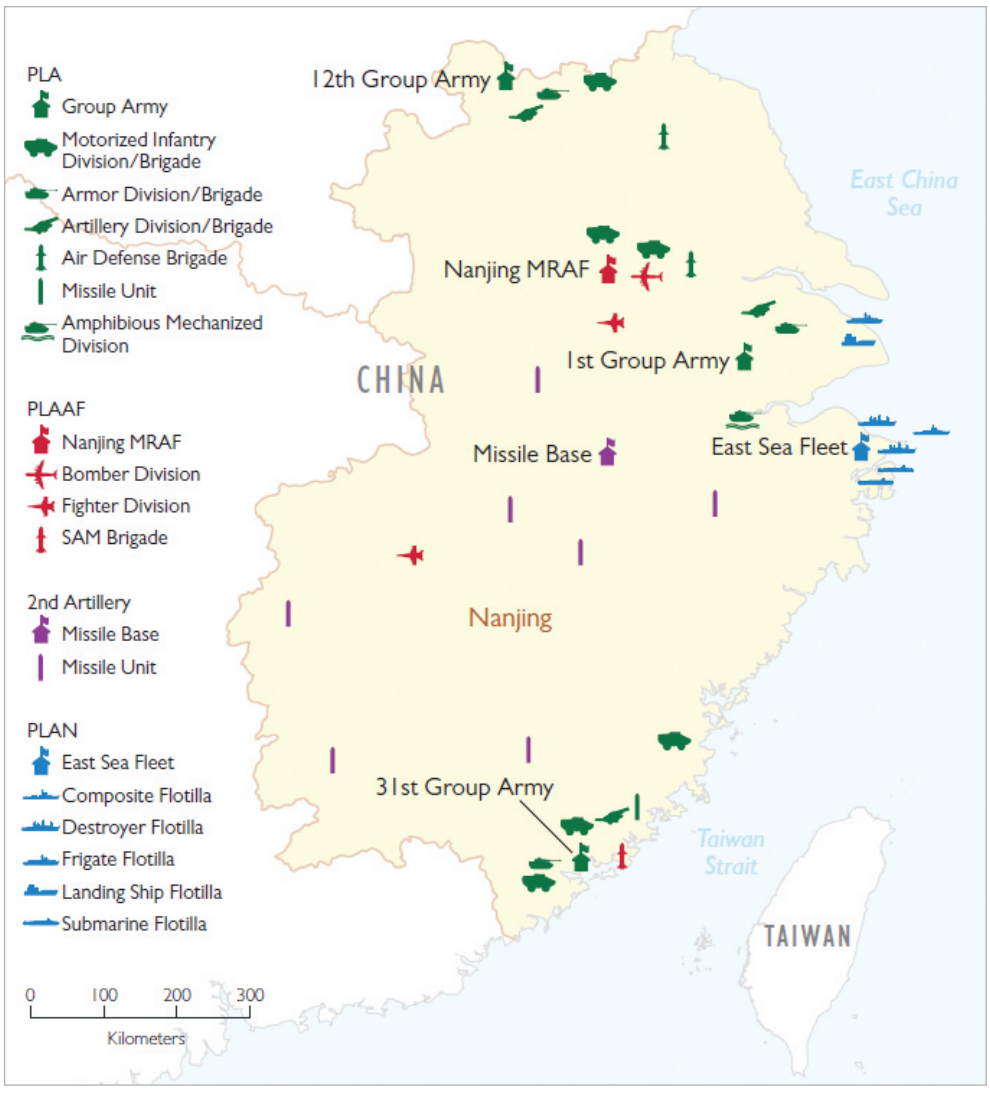 PLA
Group Army
Motorized Infantry
Division/Brigade
Armor Division/Brigade
Artillery Division/Brigade
Air Defense Brigade
Missile Unit
Amphibious Mechanized
Division
PLAAF
Nanjing MRAF
Bomber Division
Fighter Division
SAM Brigade
2nd Artillery
Missile Base
Missile Unit
PLAN
East Sea Fleet
Composite Flotilla
Destroyer Flotilla
Frigate Flotilla
Landing Ship Flotilla
Submarine Flotilla
0 100 200 300
Kilometers
12th Group Army
East China
Sea
Nanjing MRAF
1st Group Army
CHINA
East Sea Fleet
Missile Base
Nanjing
31st Group Army
Taiwan
Strait
TAIWAN